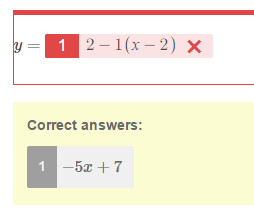 y = 1 2 − 1(x − 2) ×
Correct answers:
1 −5x + 7